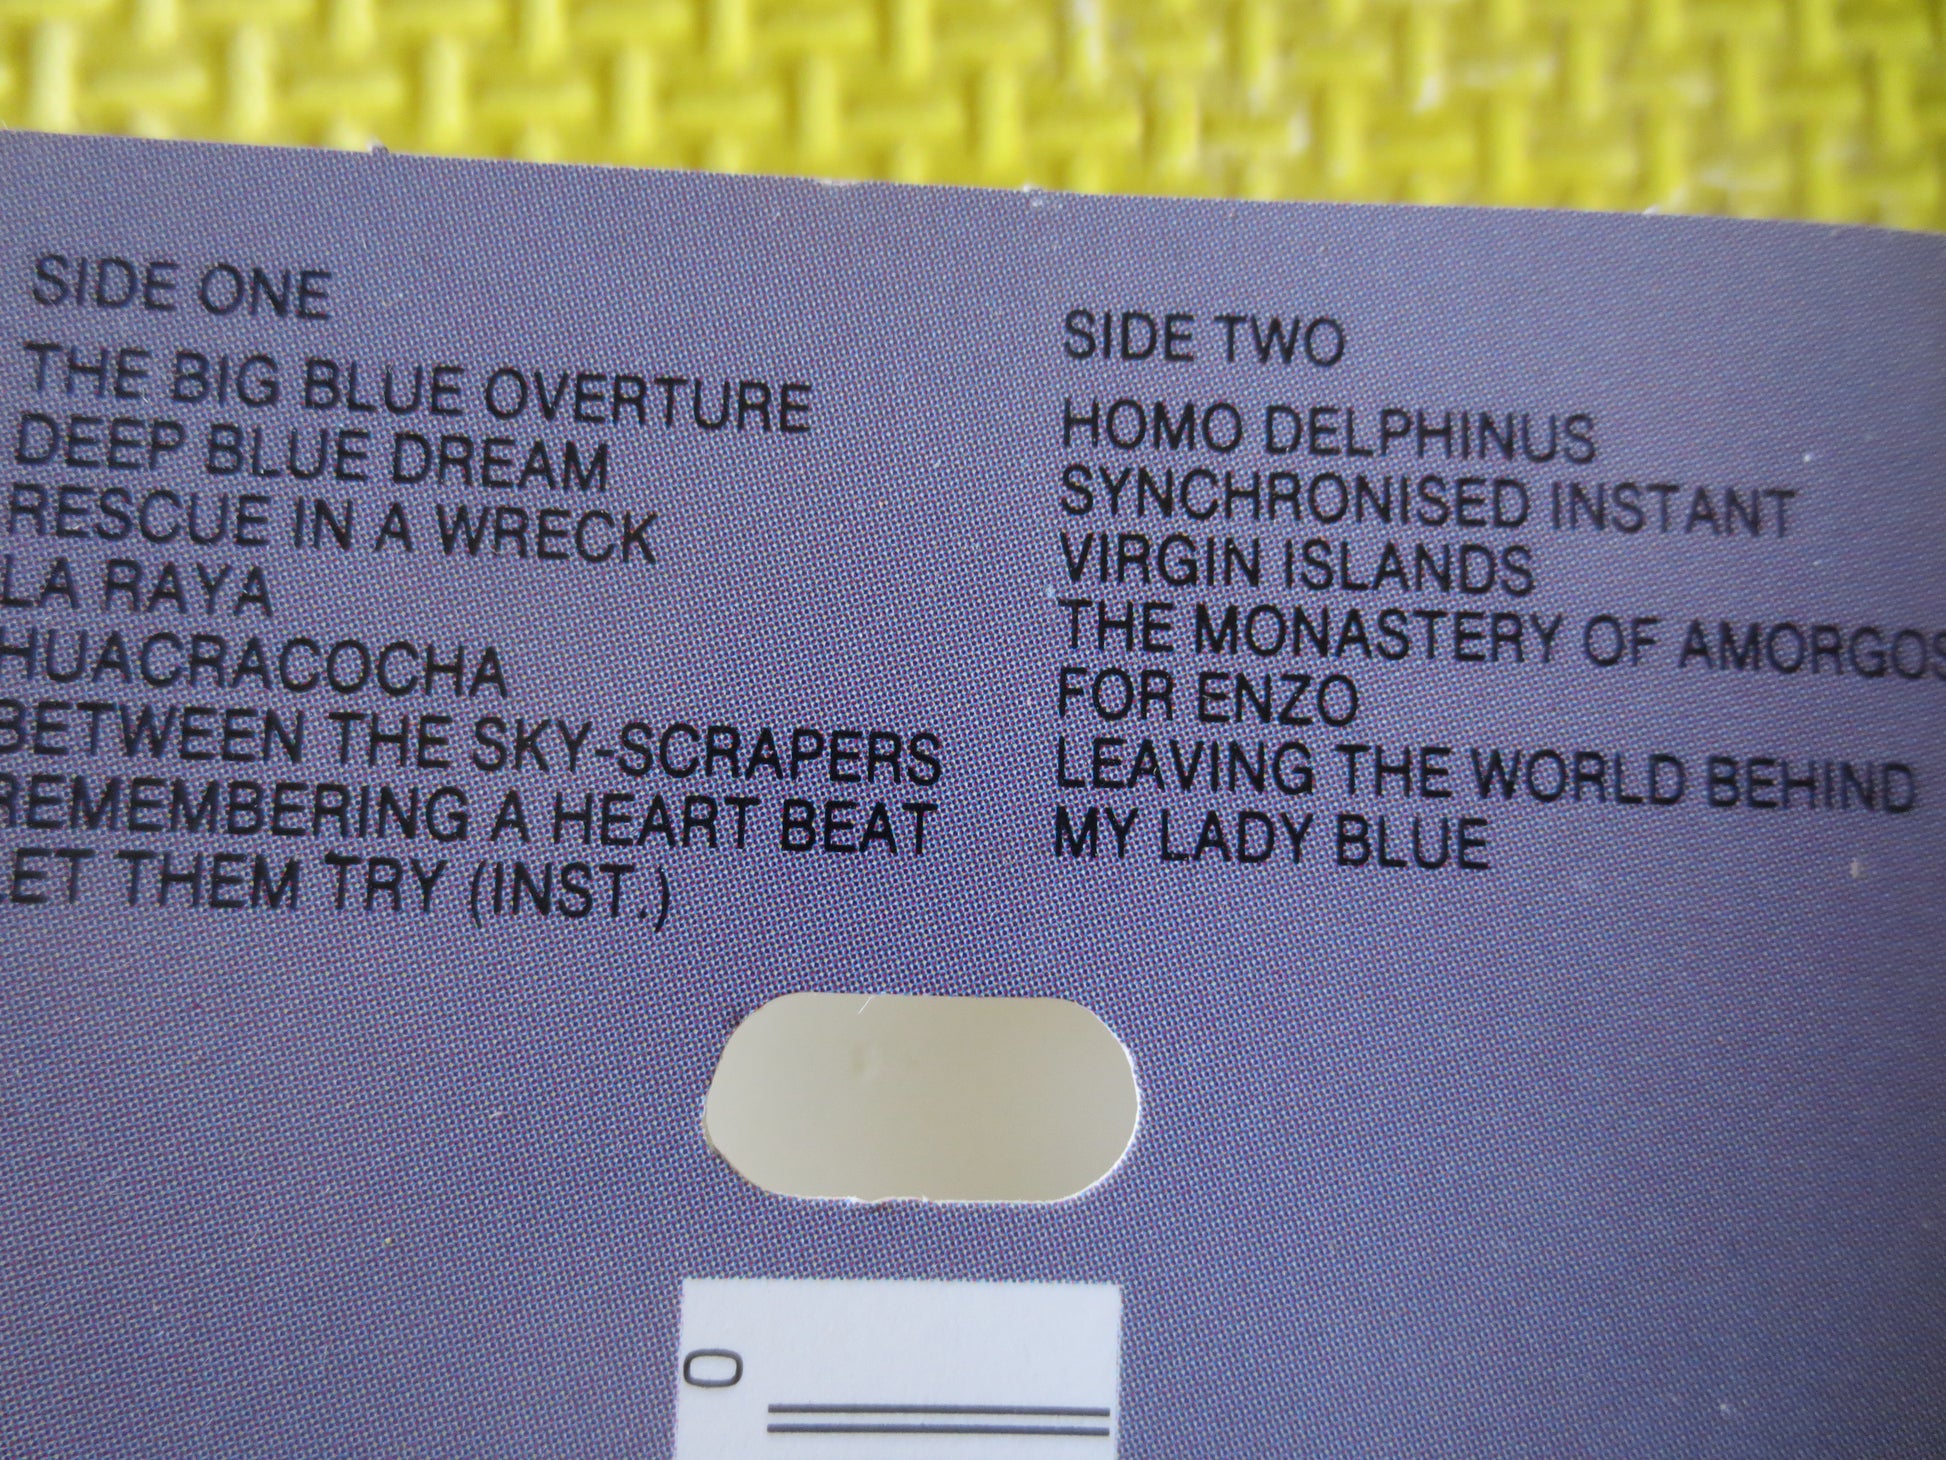 SIDE ONE
THE BIG BLUE OVERTURE
DEEP BLUE DREAM
RESCUE IN A WRECK
LA RAYA
HUACRACOCHA
BETWEEN THE SKY-SCRAPERS
REMEMBERING A HEART BEAT
LET THEM TRY (INST.)
SIDE TWO
HOMO DELPHINUS
SYNCHRONISED INSTANT
VIRGIN ISLANDS
THE MONASTERY OF AMORGOS
FOR ENZO
LEAVING THE WORLD BEHIND
MY LADY BLUE
0